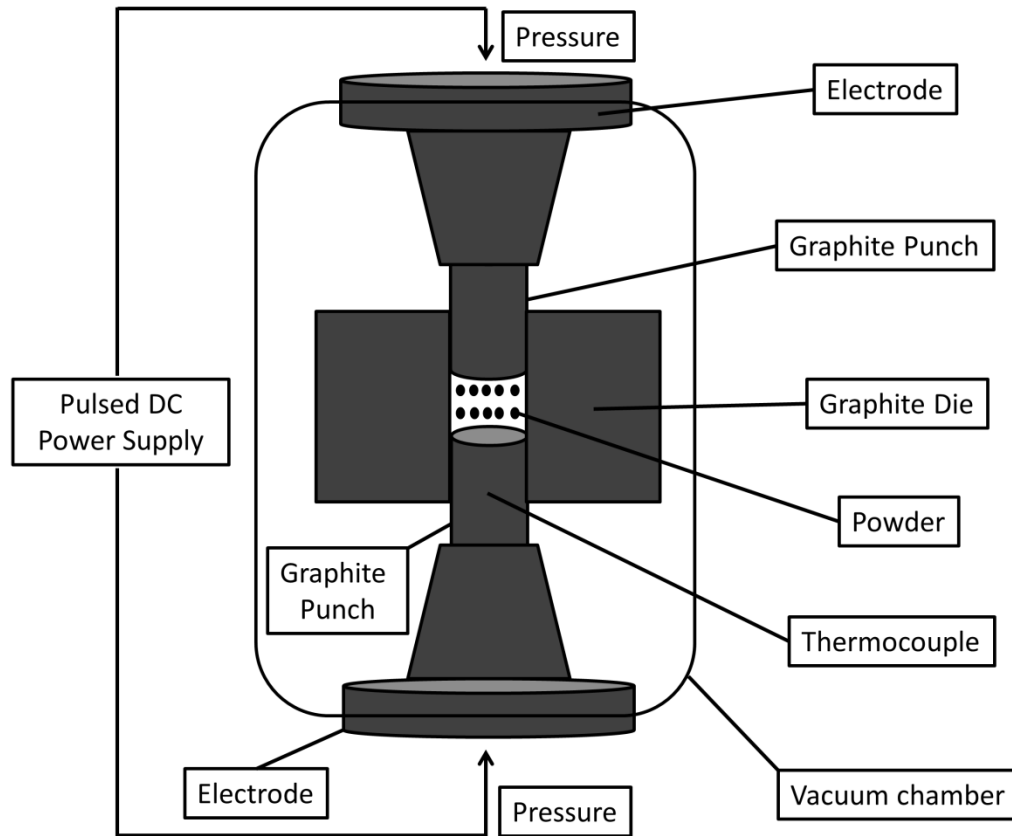 Pressure
Electrode
Graphite Punch
Pulsed DC
Power Supply
Graphite Die
Powder
Graphite
Punch
Thermocouple
Electrode
Pressure
Vacuum chamber